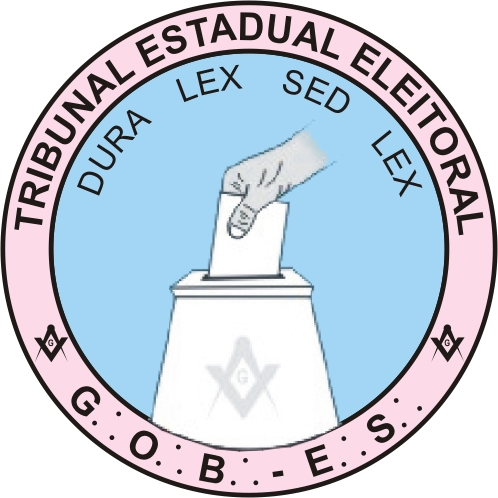 TRIBUNAL ESTADUAL ELEITORAL
DURA LEX SED LEX
G
G
G
G∴O∴B∴-E∴S∴